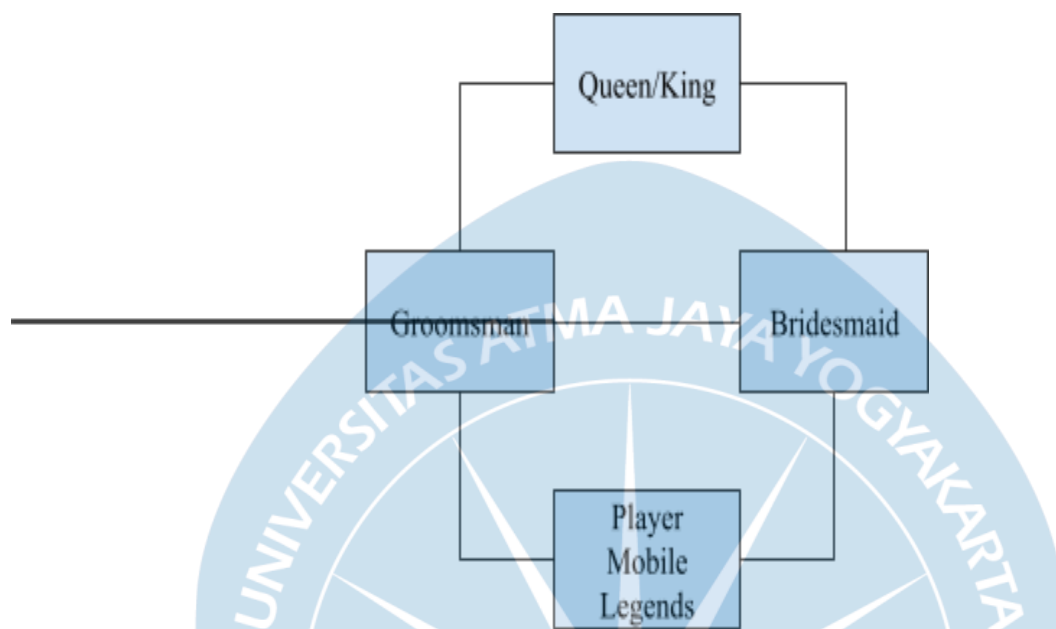 Queen/King
Groomsman
Bridesmaid
UNIVERSITAS ATMA JAYA YOGYAKARTA
Player
Mobile
Legends